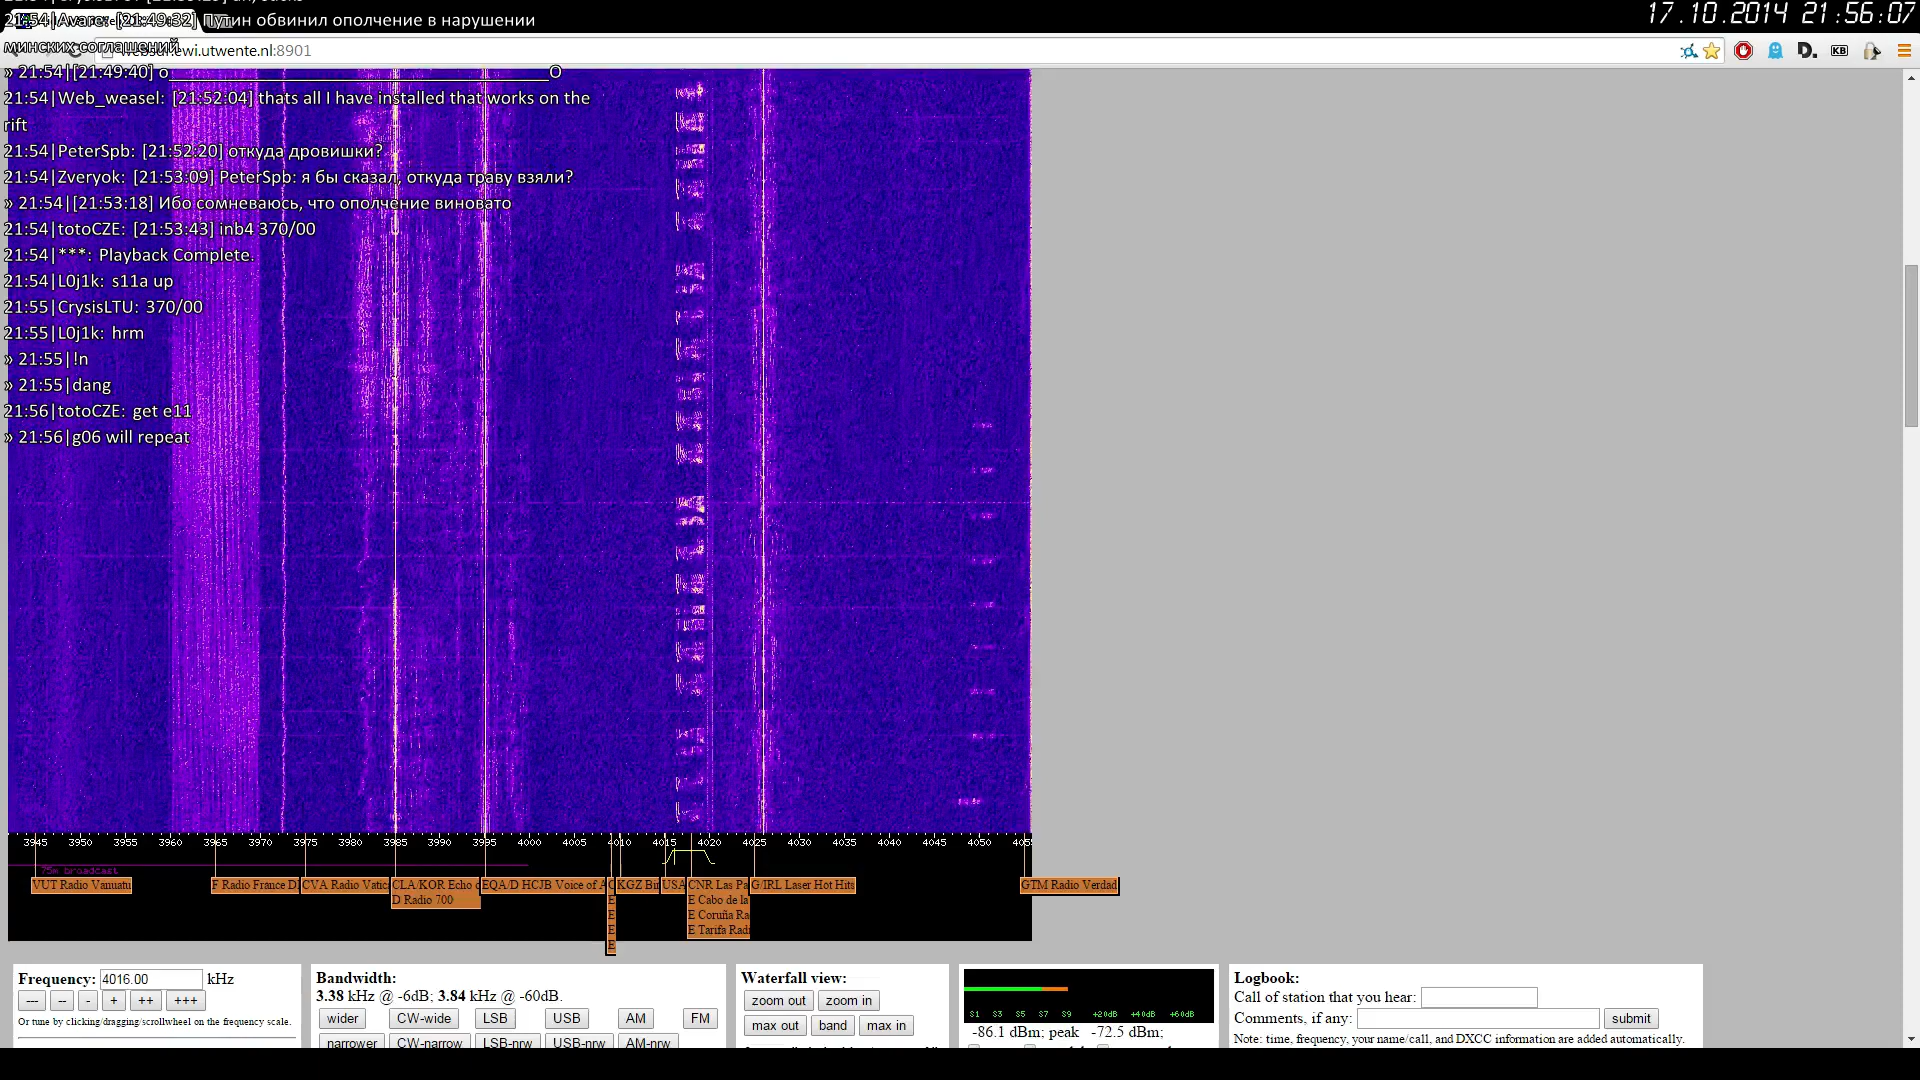 17.10.2014 21:56:07
21:54|Avare: [21:49:32] Путин обвинил ополчение в нарушении
минских соглашений.
websdr.ewi.utwente.nl:8901
» 21:54|[21:49:40] o_______________________________________O
21:54|Web_weasel: [21:52:04] thats all I have installed that works on the
rift
21:54|PeterSpb: [21:52:20] откуда дровишки?
21:54|Zveryok: [21:53:09] PeterSpb: я бы сказал, откуда траву взяли?
» 21:54|[21:53:18] Ибо сомневаюсь, что ополчение виновато
21:54|totoCZE: [21:53:43] inb4 370/00
21:54|***: Playback Complete.
21:54|L0j1k: s11a up
21:55|CrysisLTU: 370/00
21:55|L0j1k: hrm
» 21:55|!n
» 21:55|dang
21:56|totoCZE: get e11
» 21:56|g06 will repeat
3945 3950 3955 3960 3965 3970 3975 3980 3985 3990 3995 4000 4005 4010 4015 4020 4025 4030 4035 4040 4045 4050 405
75m broadcast
VUT Radio Vanuatu F Radio France D CVA Radio Vatic CLA/KOR Echo EQA/D HCJB Voice of A KGZ Bi USA CNR Las Pa G/IRL Laser Hot Hits GTM Radio Verdad
D Radio 700 E E Cabo de la
E E Coruña Ra
E E Tarifa Rad
E
Frequency: 4016.00 kHz
--- -- - + ++ +++
Or tune by clicking/dragging/scrollwheel on the frequency scale.
Bandwidth:
3.38 kHz @ -6dB; 3.84 kHz @ -60dB.
wider CW-wide LSB USB AM FM
narrower CW-narrow LSB-nrw USB-nrw AM-nrw
Waterfall view:
zoom out zoom in
max out band max in
S1 S3 S5 S7 S9 +20dB +40dB +60dB
-86.1 dBm; peak -72.5 dBm;
Logbook:
Call of station that you hear:
Comments, if any: submit
Note: time, frequency, your name/call, and DXCC information are added automatically.